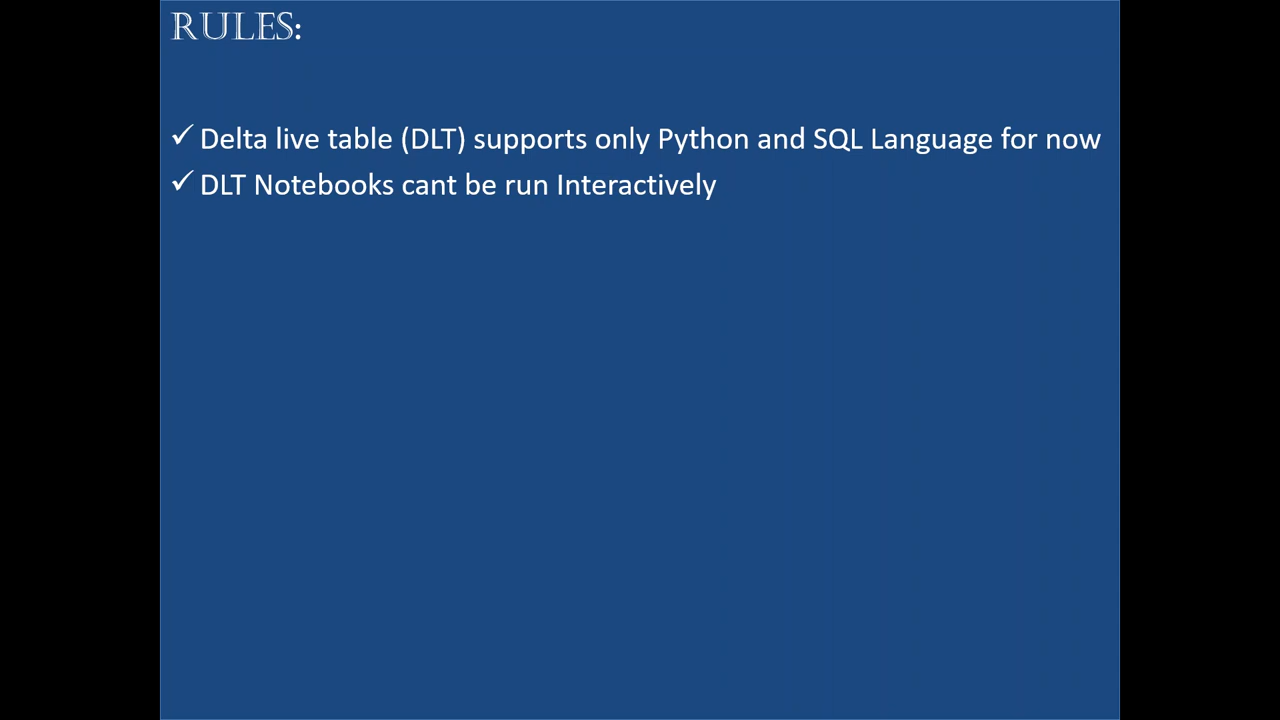 RULES:
✓ Delta live table (DLT) supports only Python and SQL Language for now
✓ DLT Notebooks cant be run Interactively